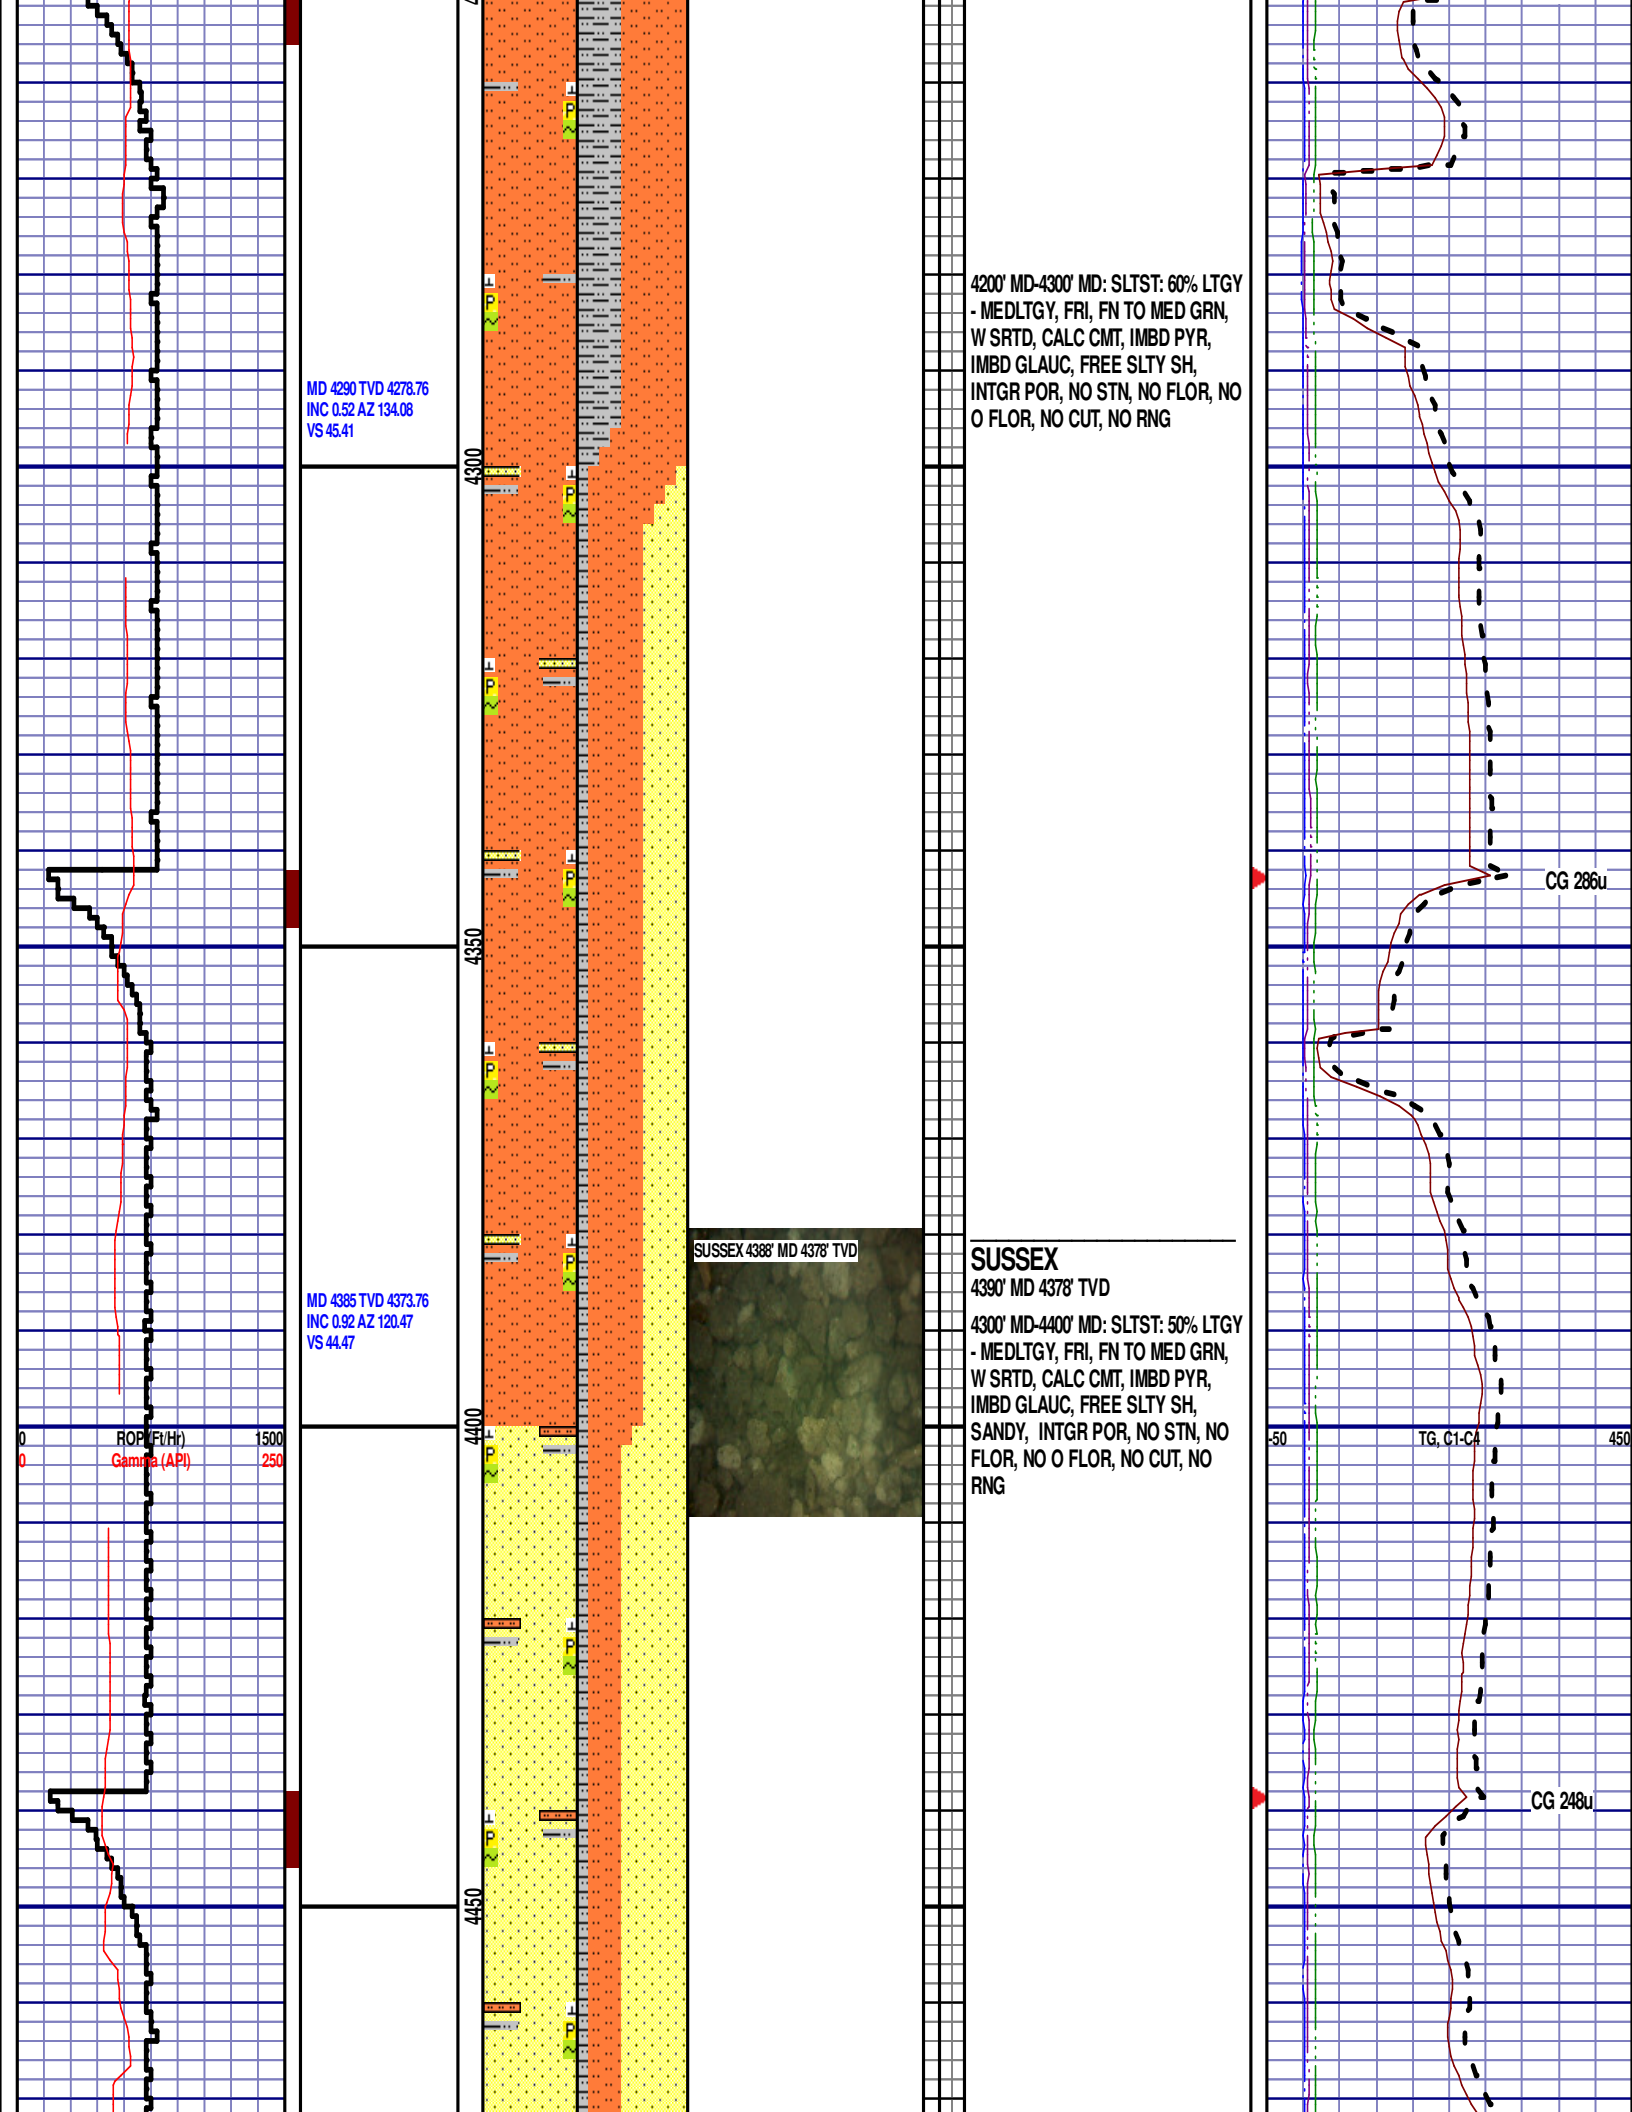 4200' MD-4300' MD: SLTST: 60% LTGY
- MEDLTGY, FRI, FN TO MED GRN,
W SRTD, CALC CMT, IMBD PYR,
IMBD GLAUC, FREE SLTY SH,
INTGR POR, NO STN, NO FLOR, NO
O FLOR, NO CUT, NO RNG
MD 4290 TVD 4278.76
INC 0.52 AZ 134.08
VS 45.41
4300
P
P
P
P
P
P
P
CG 286u
4350
SUSSEX 4388' MD 4378' TVD
SUSSEX
4390' MD 4378' TVD
4300' MD-4400' MD: SLTST: 50% LTGY
- MEDLTGY, FRI, FN TO MED GRN,
W SRTD, CALC CMT, IMBD PYR,
IMBD GLAUC, FREE SLTY SH,
SANDY, INTGR POR, NO STN, NO
FLOR, NO O FLOR, NO CUT, NO
RNG
MD 4385 TVD 4373.76
INC 0.92 AZ 120.47
VS 44.47
4400
0 ROP (Ft/Hr) 1500
0 Gamma (API) 250
-50 TG, C1-C4 450
P
P
P
P
CG 248u
4450